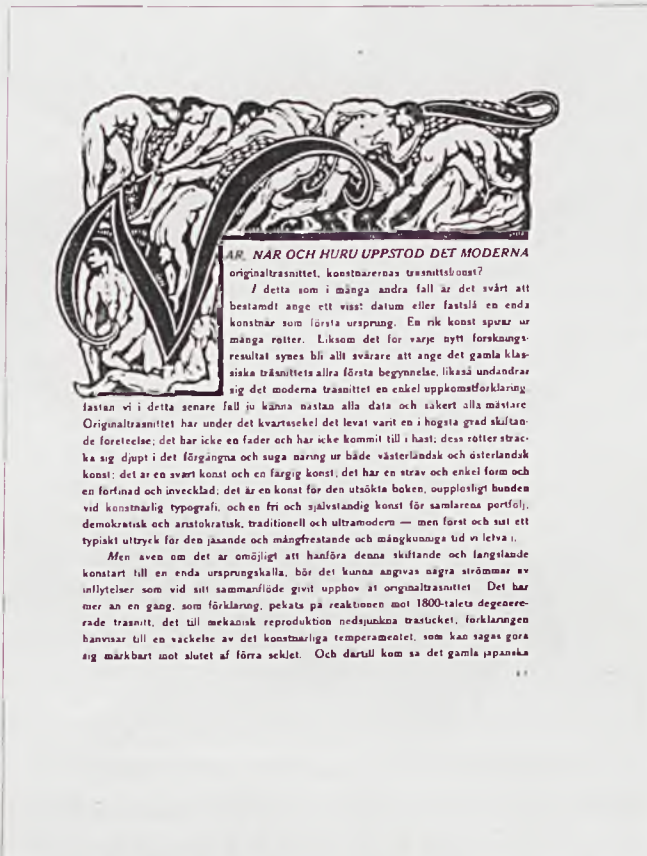 VAR, NÄR OCH HURU UPPSTOD DET MODERNA
originalträsnittet, konstnärernas träsnittskonst?
I detta som i många andra fall är det svårt att
bestämdt ange ett visst datum eller fastslå en enda
konstnär som första ursprung. En rik konst spirar ur
många rötter. Liksom det för varje nytt forsknings-
resultat synes bli allt svårare att ange det gamla klas-
siska träsnittets allra första begynnelse, likaså undandrar
sig det moderna träsnittet en enkel uppkomstförklaring,
fastän vi i detta senare fall ju känna nästan alla data och säkert alla mästare.
Originalträsnittet har under det kvartssekel det levat varit en i högsta grad skiftan-
de företeelse; det har icke en fader och har icke kommit till i hast; dess rötter sträc-
ka sig djupt i det förgångna och suga näring ur både västerländsk och österländsk
konst; det är en svart konst och en färgig konst; det har en sträv och enkel form och
en förfinad och invecklad; det är en konst för den utsökta boken, oupplösligt bunden
vid konstnärlig typografi, och en fri och självständig konst för samlarens portfölj,
demokratisk och aristokratisk, traditionell och ultramodern — men först och sist ett
typiskt uttryck för den jäsande och mångfrestande och mångkunniga tid vi leva i.
Men även om det är omöjligt att hänföra denna skiftande och fängslande
konstart till en enda ursprungskälla, bör det kunna angivas några strömmar av
inflytelser som vid sitt sammanflöde givit upphov åt originalträsnittet. Det har
mer än en gång, som förklaring, pekats på reaktionen mot 1800-talets degenere-
rade träsnitt, det till mekanisk reproduktion nedsjunkna trästicket, förklaringen
hänvisar till en väckelse av det konstnärliga temperamentet, som kan sägas göra
sig märkbart mot slutet af förra seklet. Och därtill kom så det gamla japanska